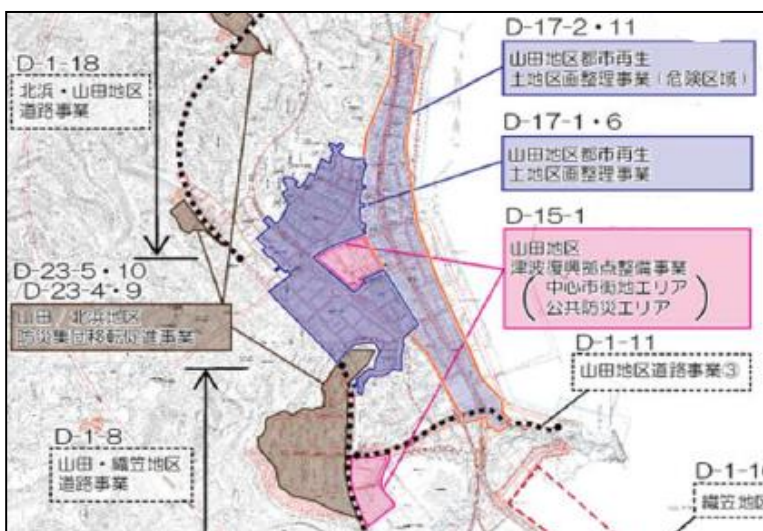 D-17-2・11
山田地区都市再生
土地区画整理事業(危険区域)
D-1-18
北浜・山田地区
道路事業
D-17-1・6
山田地区都市再生
土地区画整理事業
D-15-1
山田地区
津波復興拠点整備事業
(中心市街地エリア
公共防災エリア)
D-23-5・10
/D-23-4・9
山田/北浜地区
防災集団移転促進事業
D-1-11
山田地区道路事業③
D-1-8
山田・織笠地区
道路事業
D-1-1
織笠地区